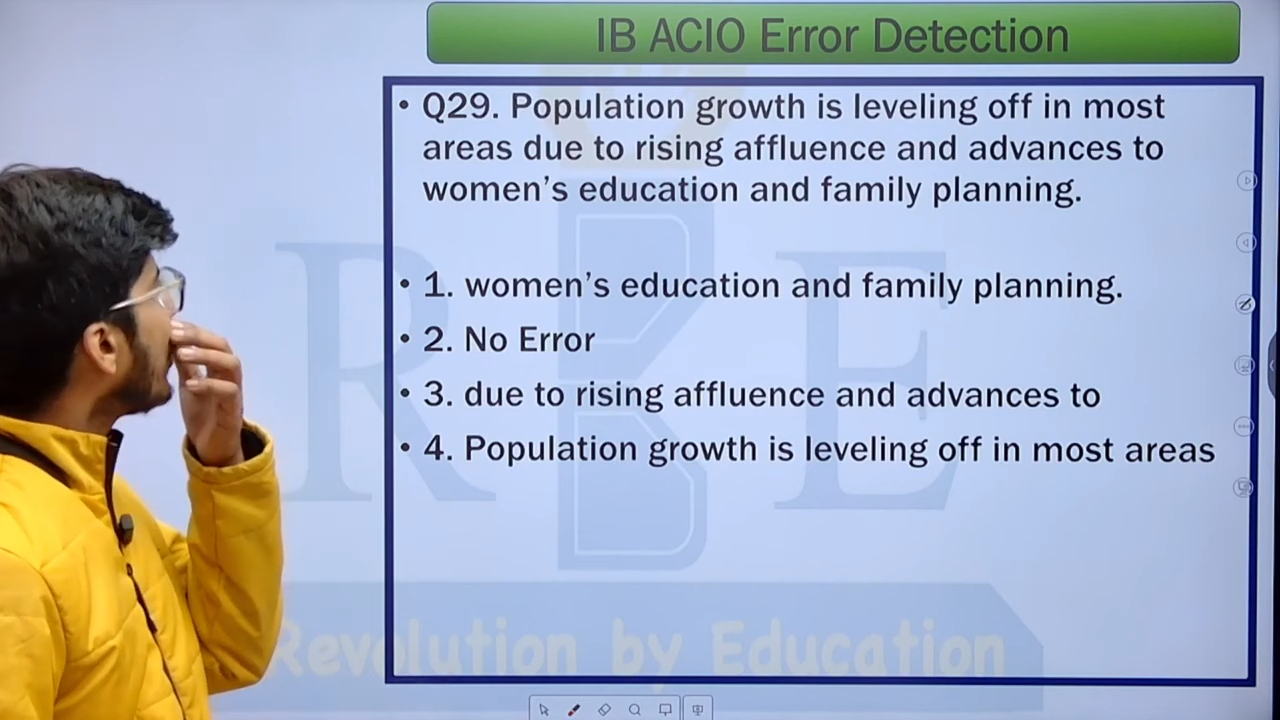 IB ACIO Error Detection
• Q29. Population growth is leveling off in most
areas due to rising affluence and advances to
women's education and family planning.
• 1. women's education and family planning.
• 2. No Error
• 3. due to rising affluence and advances to
• 4. Population growth is leveling off in most areas
RBE
Revolution by Education